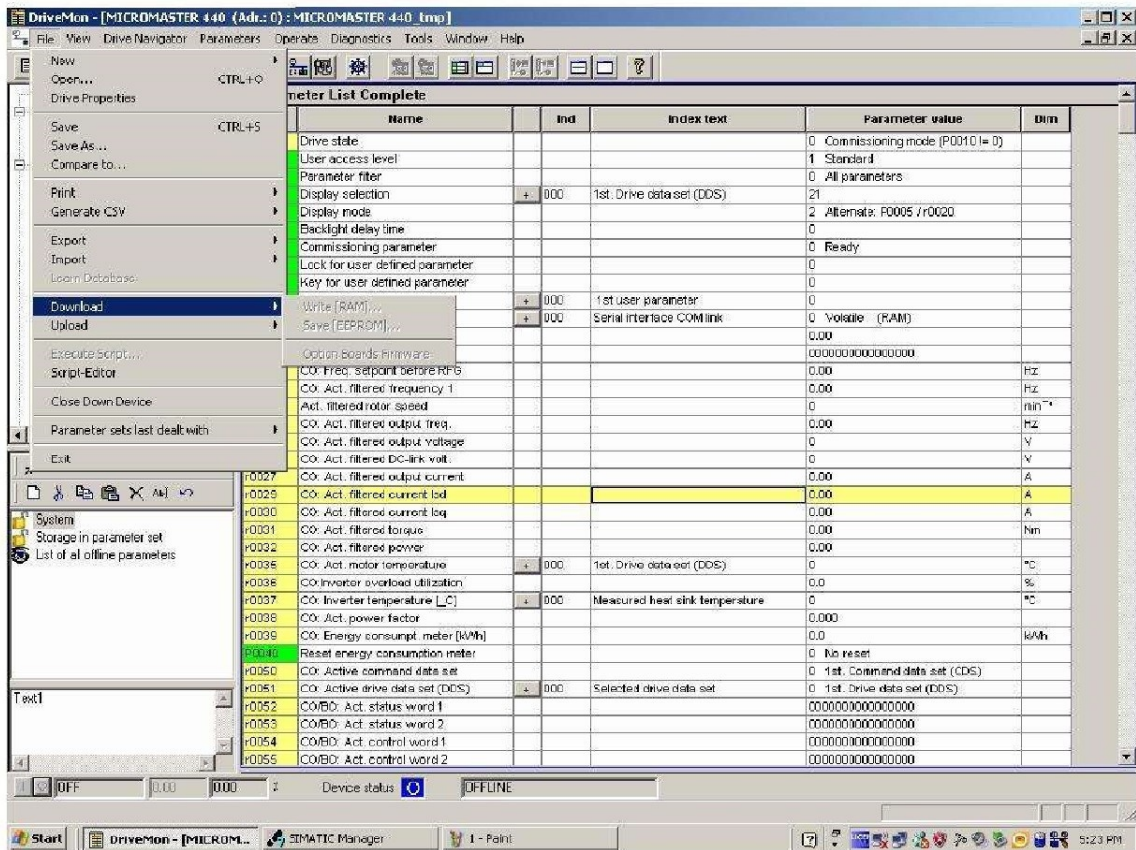 DriveMon - [MICROMASTER 440 (Adr.: 0) : MICROMASTER 440_tmp]
File View Drive Navigator Parameters Operate Diagnostics Tools Window Help
New
Open... CTRL+O
Drive Properties
Save CTRL+S
Save As...
Compare to...
Print
Generate CSV
Export
Import
Learn Database
Download
Upload
Execute Script...
Script-Editor
Close Down Device
Parameter sets last dealt with
Exit
Write [RAM]...
Save [EEPROM]...
Option Boards Firmware
meter List Complete
Name Ind Index text Parameter value Dim
Drive state 0 Commissioning mode (P0010 != 0)
User access level 1 Standard
Parameter filter 0 All parameters
Display selection + 000 1st. Drive data set (DDS) 21
Display mode 2 Alternate: P0005 / r0020
Backlight delay time 0
Commissioning parameter 0 Ready
Lock for user defined parameter 0
Key for user defined parameter 0
+ 000 1st user parameter 0
+ 000 Serial interface COM link 0 Volatile (RAM)
0.00
0000000000000000
CO: Freq. setpoint before RFG 0.00 Hz
CO: Act. filtered frequency 1 0.00 Hz
Act. filtered rotor speed 0 min
CO: Act. filtered output freq. 0.00 Hz
CO: Act. filtered output voltage 0 V
CO: Act. filtered DC-link volt. 0 V
r0027 CO: Act. filtered output current 0.00 A
r0029 CO: Act. filtered current Isd 0.00 A
r0030 CO: Act. filtered current Isq 0.00 A
r0031 CO: Act. filtered torque 0.00 Nm
r0032 CO: Act. filtered power 0.00
r0035 CO: Act. motor temperature + 000 1st. Drive data set (DDS) 0 °C
r0036 CO:Inverter overload utilization 0.0 %
r0037 CO: Inverter temperature [_C] + 000 Measured heat sink temperature 0 °C
r0038 CO: Act. power factor 0.000
r0039 CO: Energy consumpt. meter [kWh] 0.0 kWh
P0040 Reset energy consumption meter 0 No reset
r0050 CO: Active command data set 0 1st. Command data set (CDS)
r0051 CO: Active drive data set (DDS) + 000 Selected drive data set 0 1st. Drive data set (DDS)
r0052 CO/BO: Act. status word 1 0000000000000000
r0053 CO/BO: Act. status word 2 0000000000000000
r0054 CO/BO: Act. control word 1 0000000000000000
r0055 CO/BO: Act. control word 2 0000000000000000
System
Storage in parameter set
List of all offline parameters
Text1
OFF 0.00 0.00 Device status OFFLINE
Start DriveMon - [MICROM... SIMATIC Manager 1 - Paint 5:23 PM